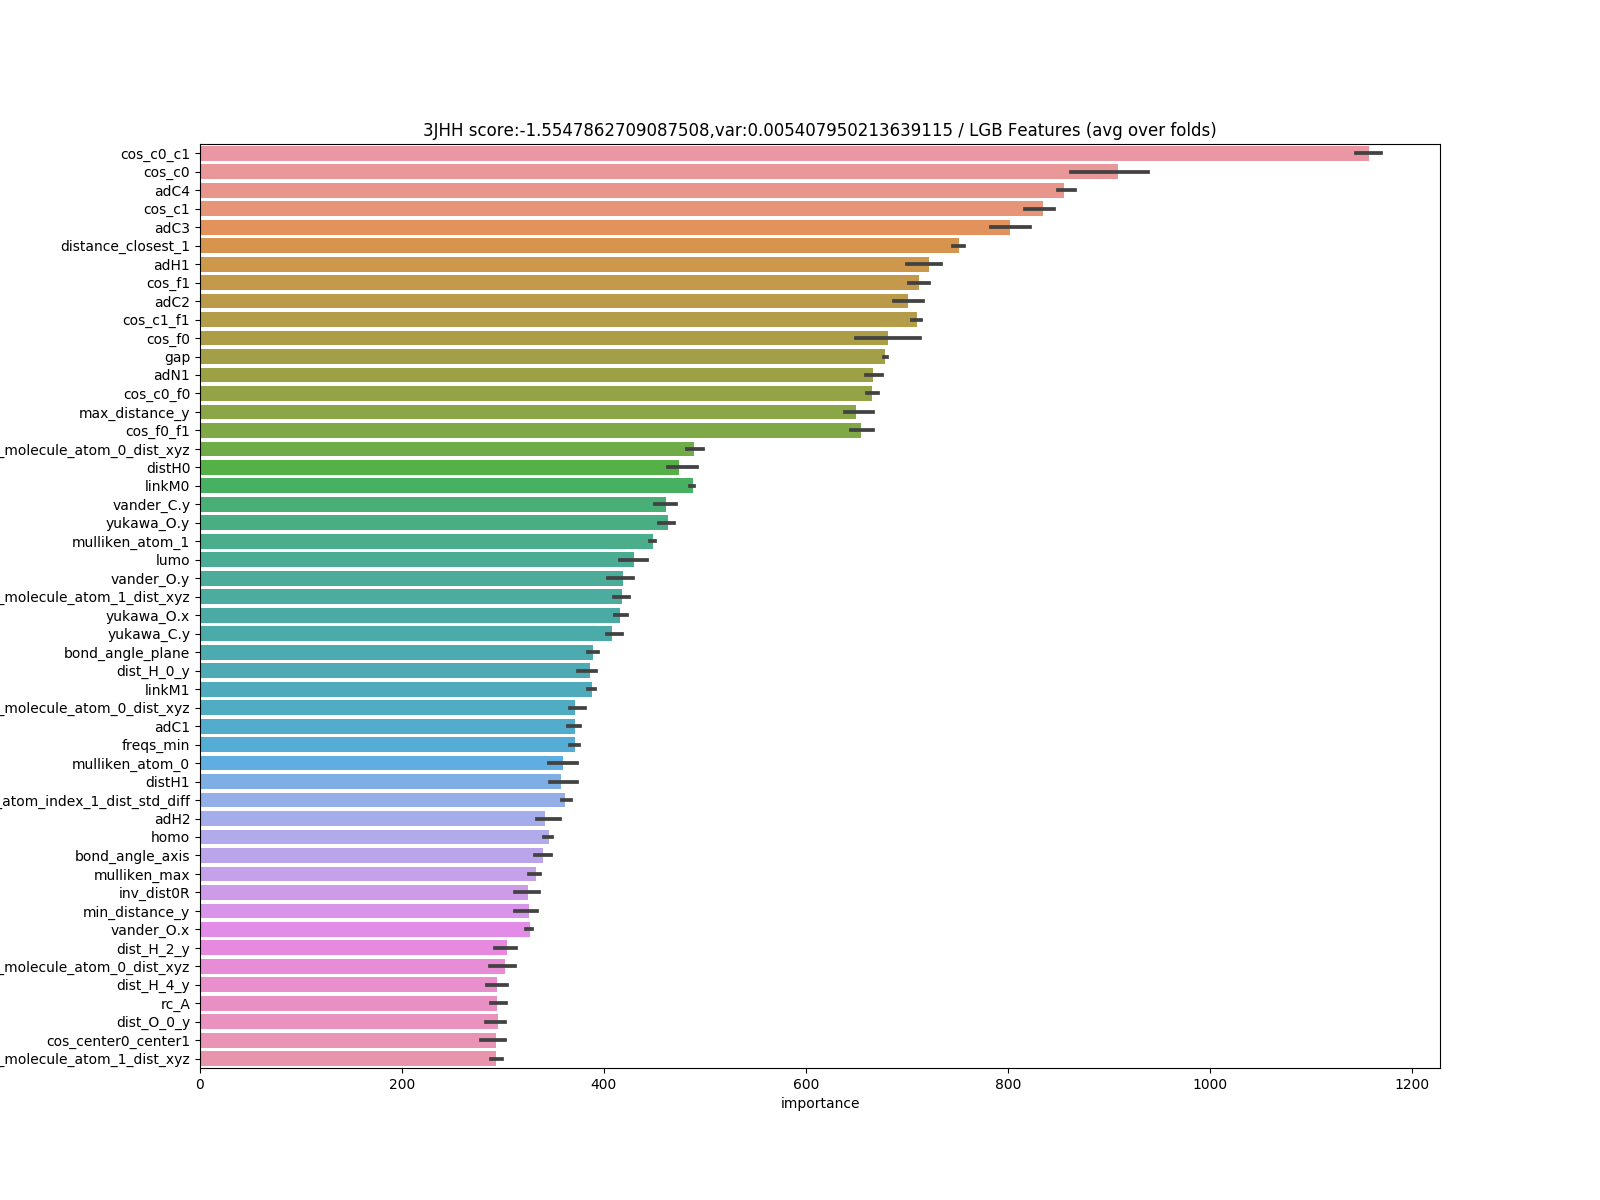 3JHH score:-1.5547862709087508,var:0.005407950213639115 / LGB Features (avg over folds)
cos_c0_c1
cos_c0
adC4
cos_c1
adC3
distance_closest_1
adH1
cos_f1
adC2
cos_c1_f1
cos_f0
gap
adN1
cos_c0_f0
max_distance_y
cos_f0_f1
_molecule_atom_0_dist_xyz
distH0
linkM0
vander_C.y
yukawa_O.y
mulliken_atom_1
lumo
vander_O.y
_molecule_atom_1_dist_xyz
yukawa_O.x
yukawa_C.y
bond_angle_plane
dist_H_0_y
linkM1
_molecule_atom_0_dist_xyz
adC1
freqs_min
mulliken_atom_0
distH1
_atom_index_1_dist_std_diff
adH2
homo
bond_angle_axis
mulliken_max
inv_dist0R
min_distance_y
vander_O.x
dist_H_2_y
_molecule_atom_0_dist_xyz
dist_H_4_y
rc_A
dist_O_0_y
cos_center0_center1
_molecule_atom_1_dist_xyz
0 200 400 600 800 1000 1200
importance